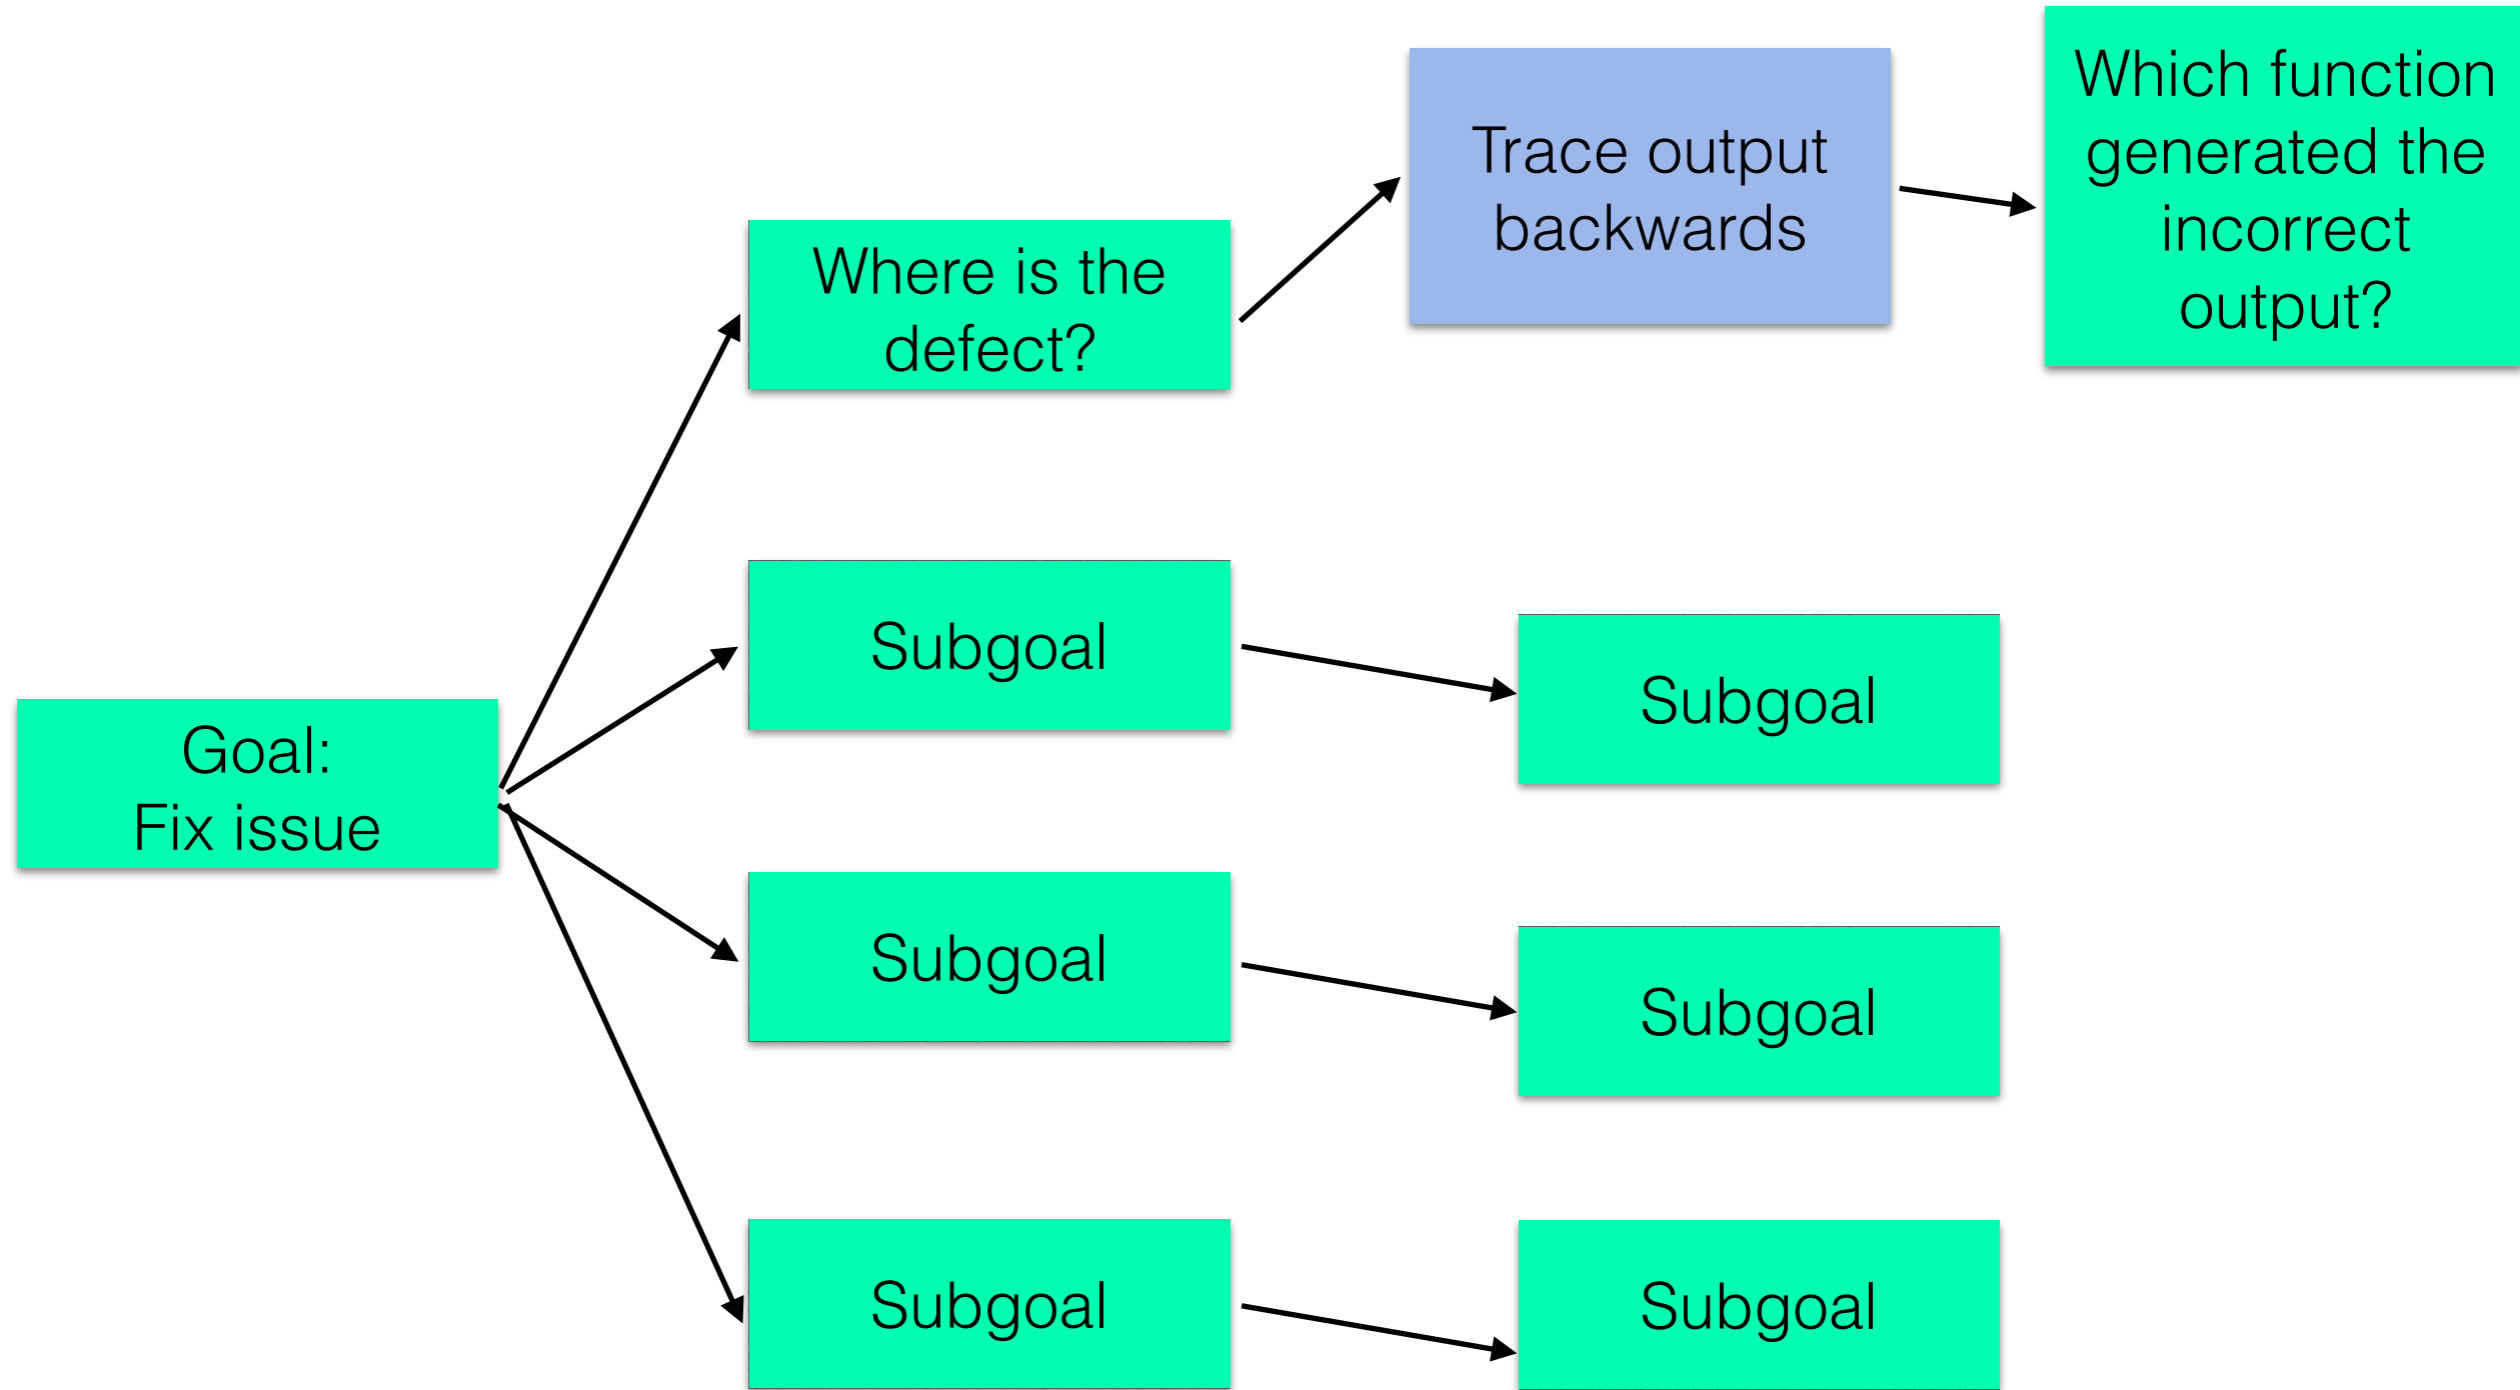 Which function
generated the
incorrect
output?
Trace output
backwards
Where is the
defect?
Subgoal
Subgoal
Goal:
Fix issue
Subgoal
Subgoal
Subgoal
Subgoal